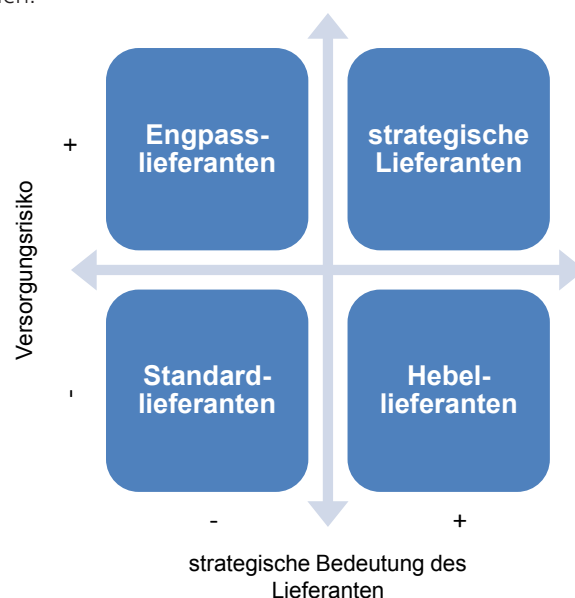 +
Engpass-
lieferanten
strategische
Lieferanten
Versorgungsrisiko
-
Standard-
lieferanten
Hebel-
lieferanten
-
+
strategische Bedeutung des
Lieferanten